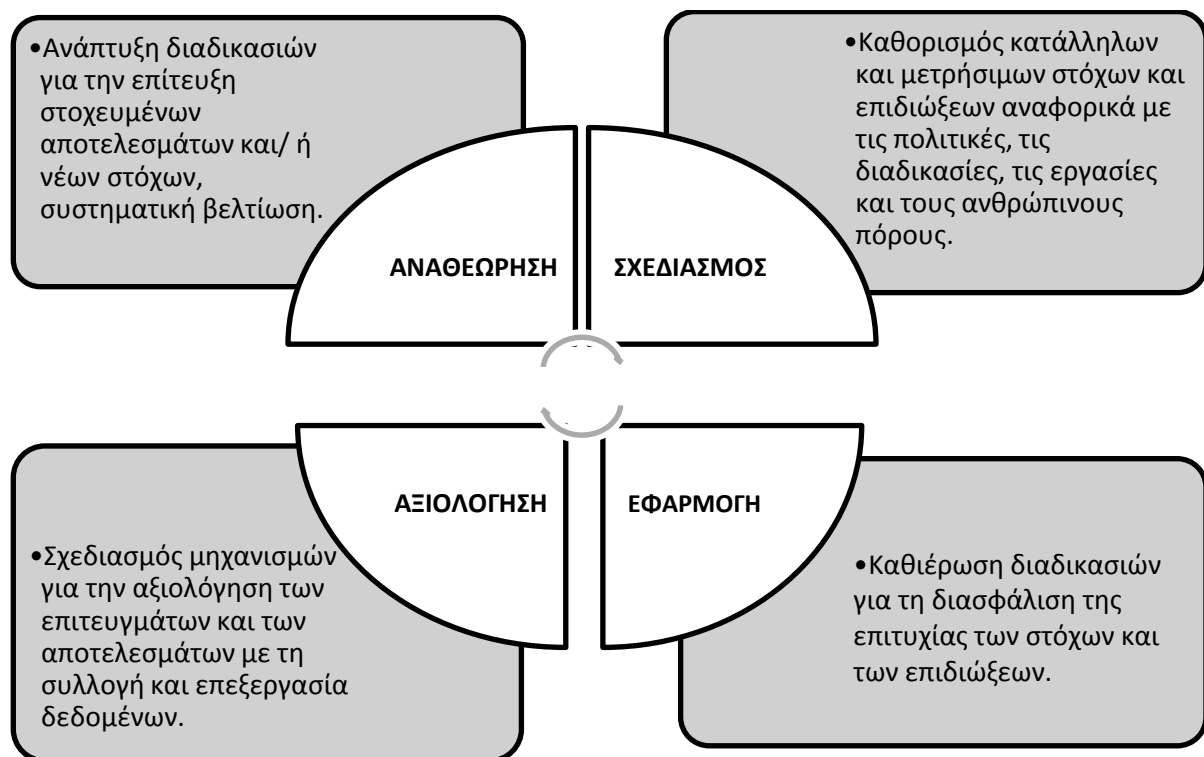 •Ανάπτυξη διαδικασιών
για την επίτευξη
στοχευμένων
αποτελεσμάτων και/ ή
νέων στόχων,
συστηματική βελτίωση.
•Καθορισμός κατάλληλων
και μετρήσιμων στόχων και
επιδιώξεων αναφορικά με
τις πολιτικές, τις
διαδικασίες, τις εργασίες
και τους ανθρώπινους
πόρους.
ΑΝΑΘΕΩΡΗΣΗ
ΣΧΕΔΙΑΣΜΟΣ
ΑΞΙΟΛΟΓΗΣΗ
ΕΦΑΡΜΟΓΗ
•Σχεδιασμός μηχανισμών
για την αξιολόγηση των
επιτευγμάτων και των
αποτελεσμάτων με τη
συλλογή και επεξεργασία
δεδομένων.
•Καθιέρωση διαδικασιών
για τη διασφάλιση της
επιτυχίας των στόχων και
των επιδιώξεων.